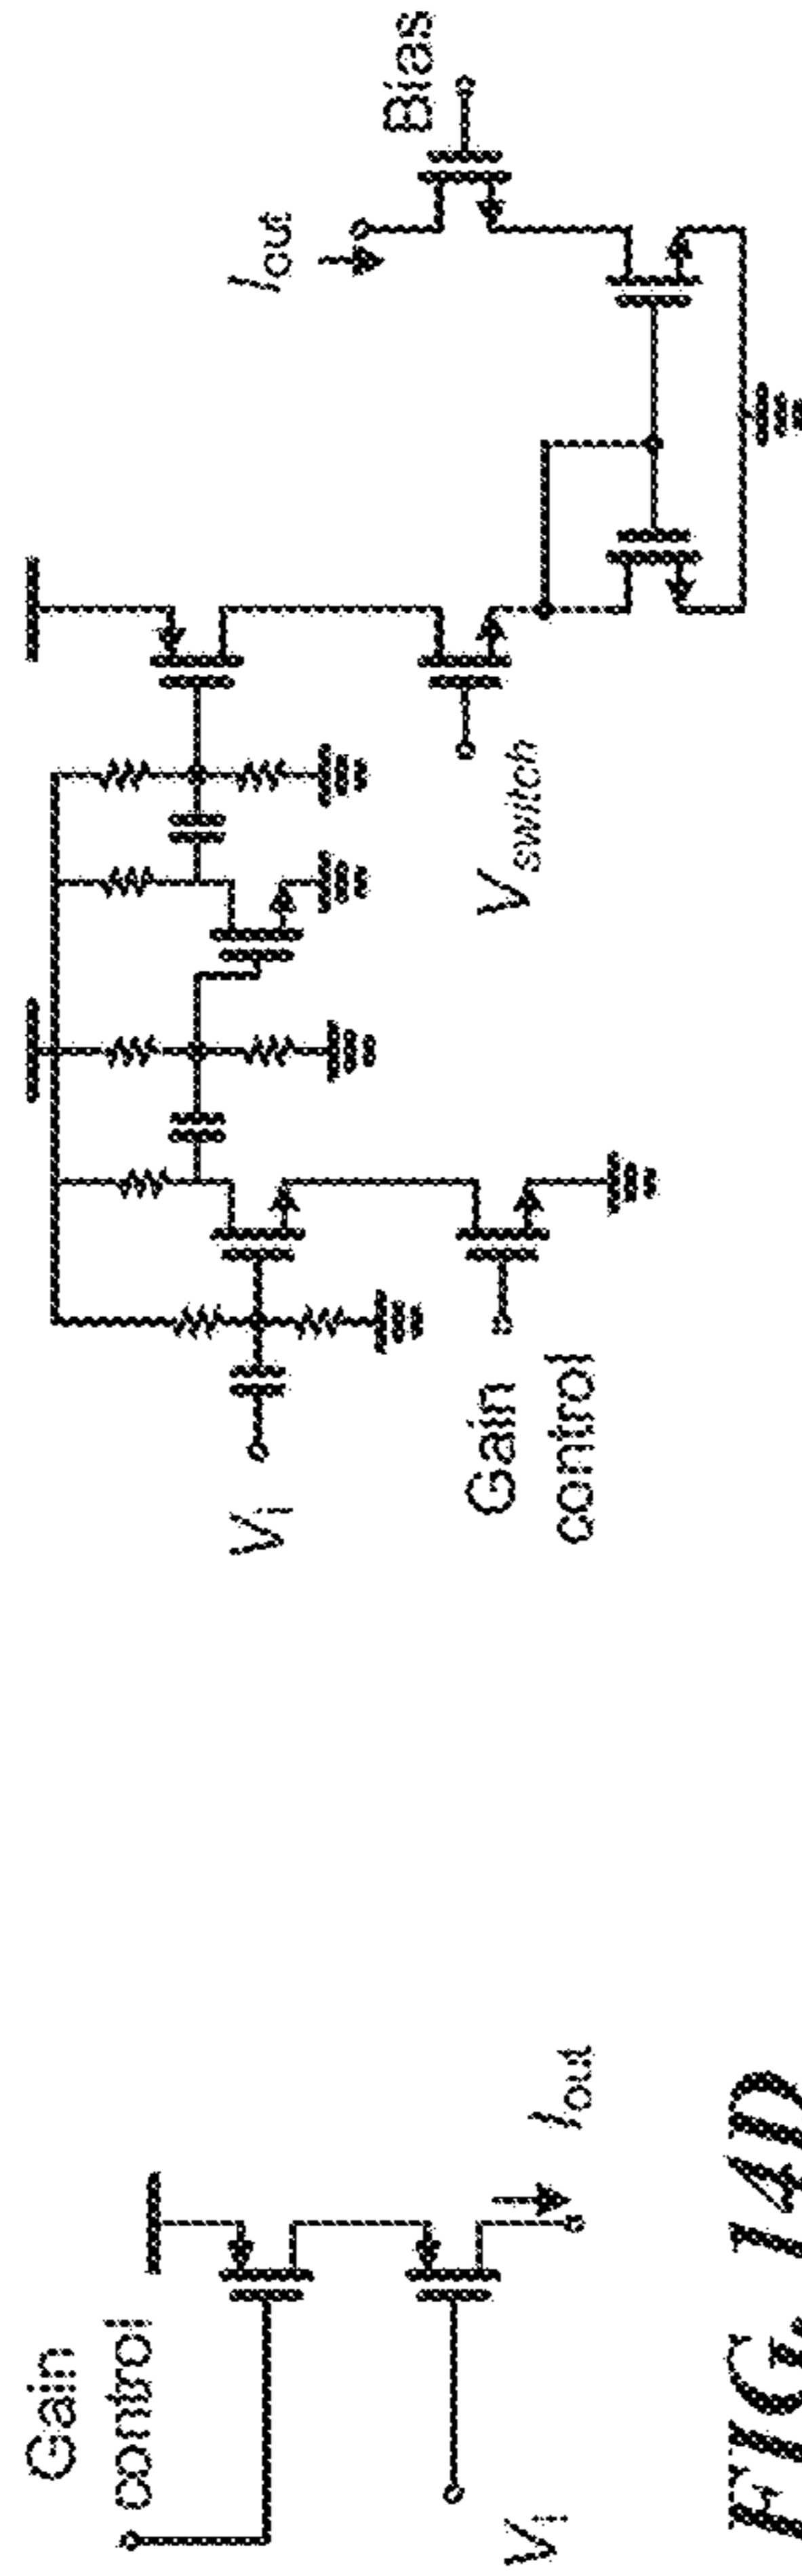 Gain
control
V_i
I_out
FIG. 14D
V_i
Gain
control
V_switch
I_out
Bias